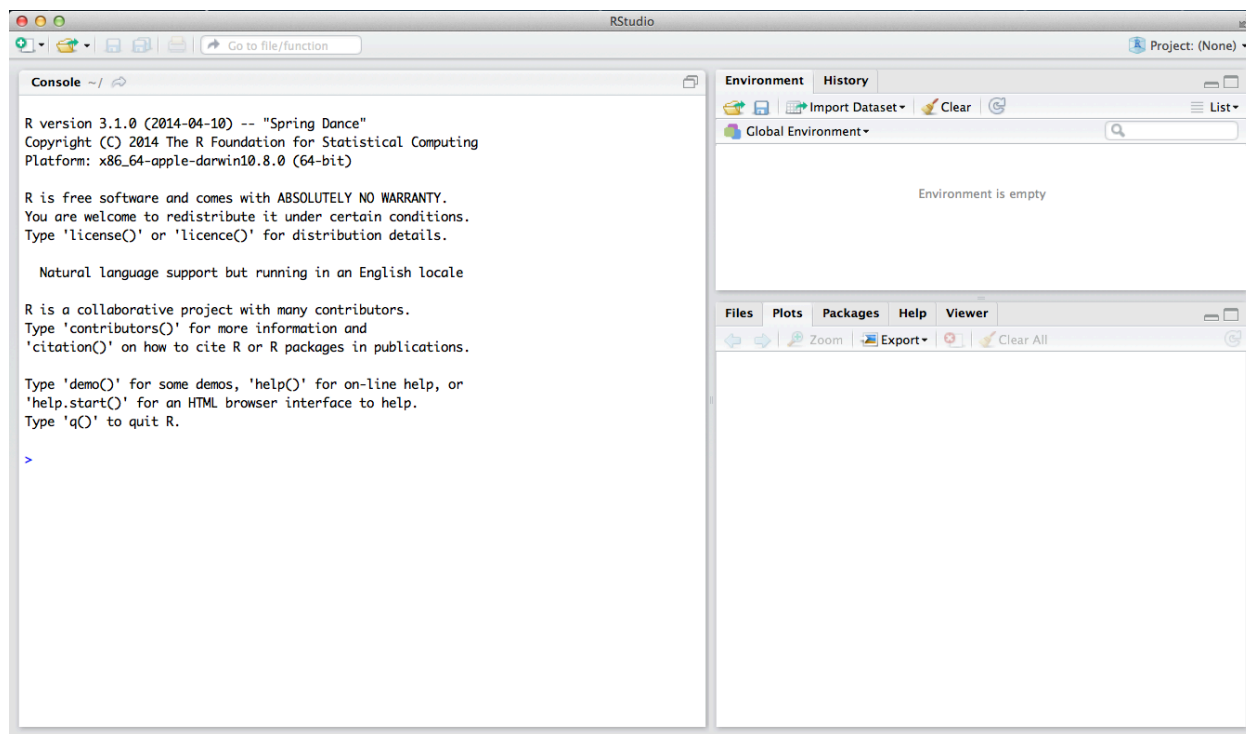 RStudio
Go to file/function
Project: (None)
Console ~/
R version 3.1.0 (2014-04-10) -- "Spring Dance"
Copyright (C) 2014 The R Foundation for Statistical Computing
Platform: x86_64-apple-darwin10.8.0 (64-bit)
R is free software and comes with ABSOLUTELY NO WARRANTY.
You are welcome to redistribute it under certain conditions.
Type 'license()' or 'licence()' for distribution details.
Natural language support but running in an English locale
R is a collaborative project with many contributors.
Type 'contributors()' for more information and
'citation()' on how to cite R or R packages in publications.
Type 'demo()' for some demos, 'help()' for on-line help, or
'help.start()' for an HTML browser interface to help.
Type 'q()' to quit R.
>
Environment History
Import Dataset Clear List
Global Environment
Environment is empty
Files Plots Packages Help Viewer
Zoom Export Clear All